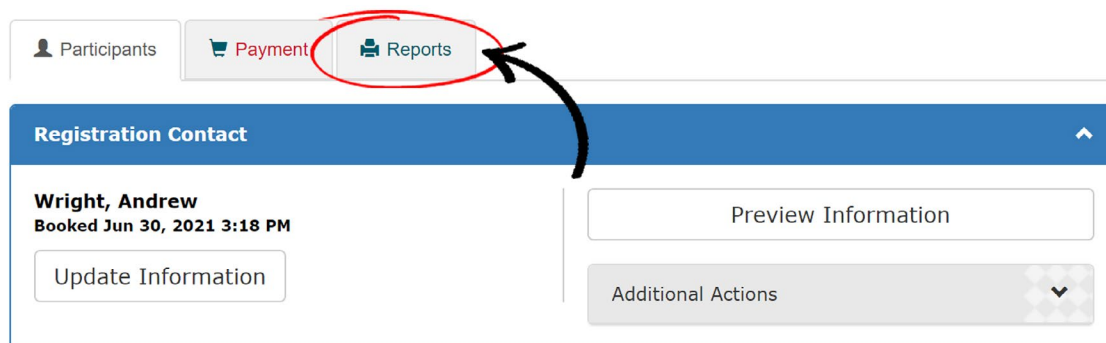 Participants
Payment
Reports
Registration Contact
Wright, Andrew
Booked Jun 30, 2021 3:18 PM
Update Information
Preview Information
Additional Actions